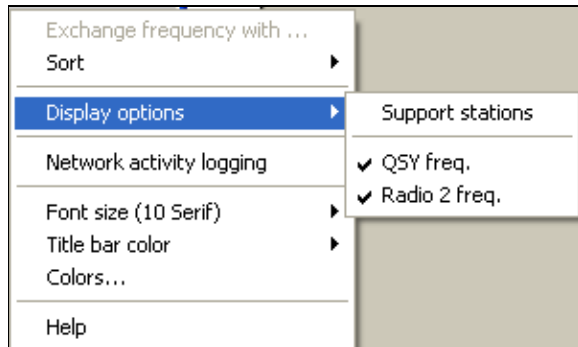 Exchange frequency with ...
Sort
Display options
Support stations
Network activity logging
QSY freq.
Radio 2 freq.
Font size (10 Serif)
Title bar color
Colors...
Help